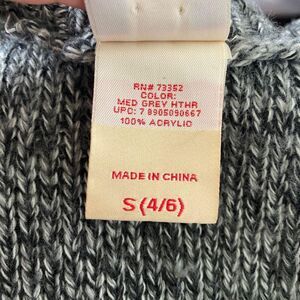 RN# 73352
COLOR:
MED GREY HTHR
UPC: 7 8905090667
100% ACRYLIC
MADE IN CHINA
S (4/6)